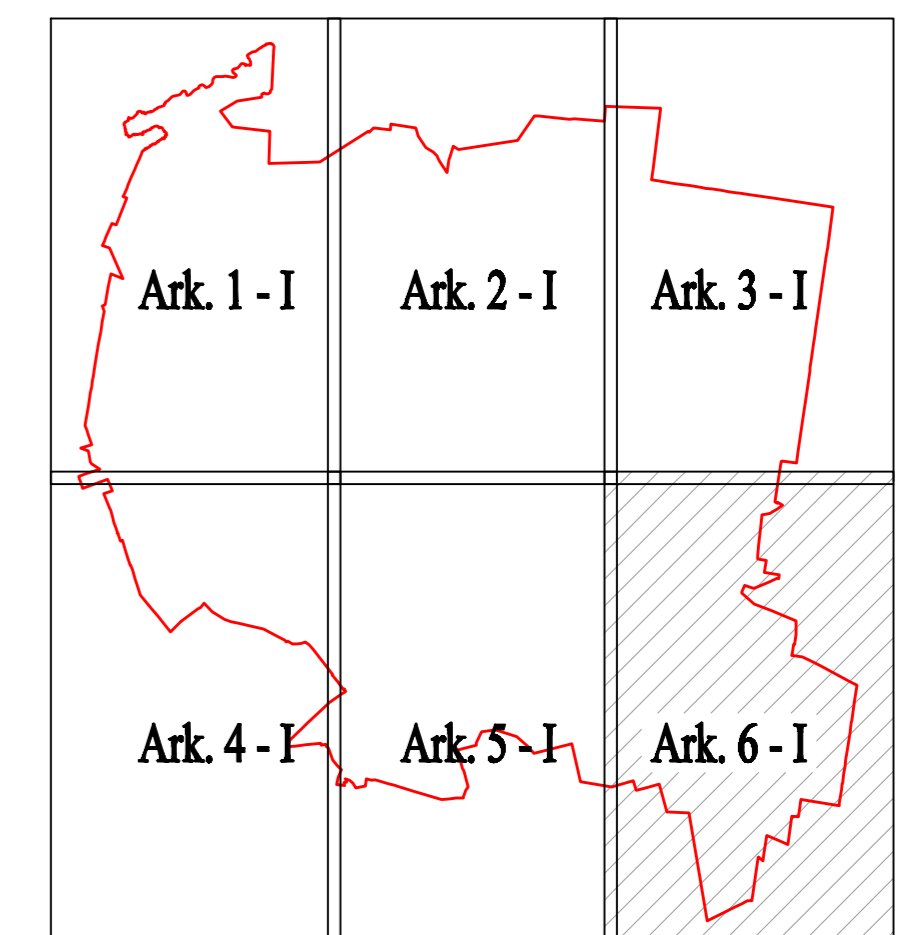 Ark. 1 - I
Ark. 2 - I
Ark. 3 - I
Ark. 4 - I
Ark. 5 - I
Ark. 6 - I